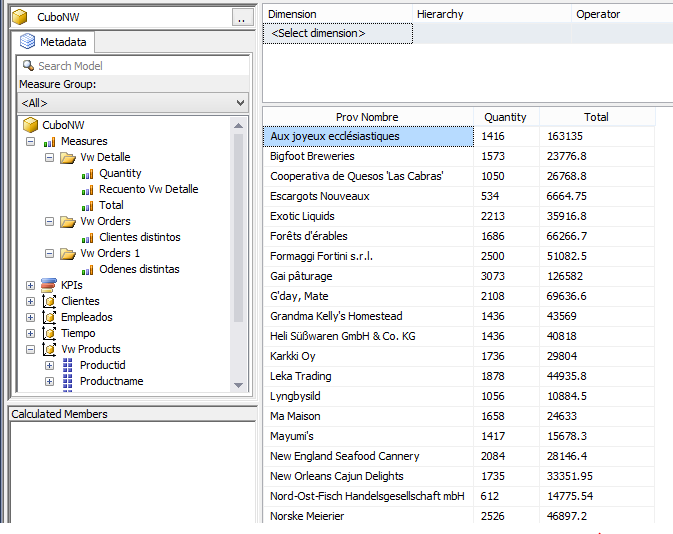 CuboNW
..
Metadata
Search Model
Measure Group:
<All>
CuboNW
Measures
Vw Detalle
Quantity
Recuento Vw Detalle
Total
Vw Orders
Clientes distintos
Vw Orders 1
Odenes distintas
KPIs
Clientes
Empleados
Tiempo
Vw Products
Productid
Productname
Calculated Members
Dimension Hierarchy Operator
<Select dimension>
Prov Nombre Quantity Total
Aux joyeux ecclésiastiques 1416 163135
Bigfoot Breweries 1573 23776.8
Cooperativa de Quesos 'Las Cabras' 1050 26768.8
Escargots Nouveaux 534 6664.75
Exotic Liquids 2213 35916.8
Forêts d'érables 1686 66266.7
Formaggi Fortini s.r.l. 2500 51082.5
Gai pâturage 3073 126582
G'day, Mate 2108 69636.6
Grandma Kelly's Homestead 1436 43569
Heli Süßwaren GmbH & Co. KG 1436 40818
Karkki Oy 1736 29804
Leka Trading 1878 44935.8
Lyngbysild 1056 10884.5
Ma Maison 1658 24633
Mayumi's 1417 15678.3
New England Seafood Cannery 2084 28146.4
New Orleans Cajun Delights 1735 33351.95
Nord-Ost-Fisch Handelsgesellschaft mbH 612 14775.54
Norske Meierier 2526 46897.2